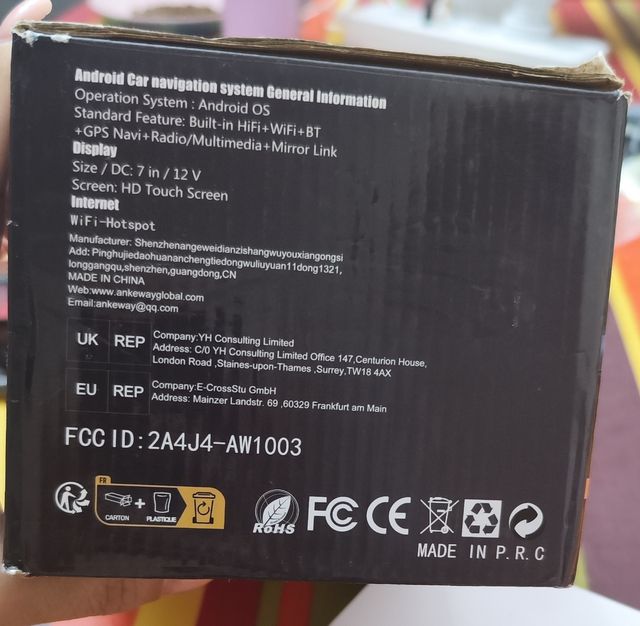 Android Car navigation system General Information
Operation System : Android OS
Standard Feature: Built-in HiFi+WiFi+BT
+GPS Navi+Radio/Multimedia+Mirror Link
Display
Size / DC: 7 in / 12 V
Screen: HD Touch Screen
Internet
WiFi-Hotspot
Manufacturer: Shenzhenangeweidianzishangwuyouxiangongsi
Add: PinghujiedaohuanancHengtiedongwuliuyuan11dong1321,
longgangqu,shenzhen,guangdong,CN
MADE IN CHINA
Web:www.ankewayglobal.com
Email:ankeway@qq.com
UK REP
Company:YH Consulting Limited
Address: C/0 YH Consulting Limited Office 147,Centurion House,
London Road ,Staines-upon-Thames ,Surrey,TW18 4AX
EU REP
Company:E-CrossStu GmbH
Address: Mainzer Landstr. 69 ,60329 Frankfurt am Main
FCC ID: 2A4J4-AW1003
FR
CARTON + PLASTIQUE
RoHS FC CE
MADE IN P.R.C